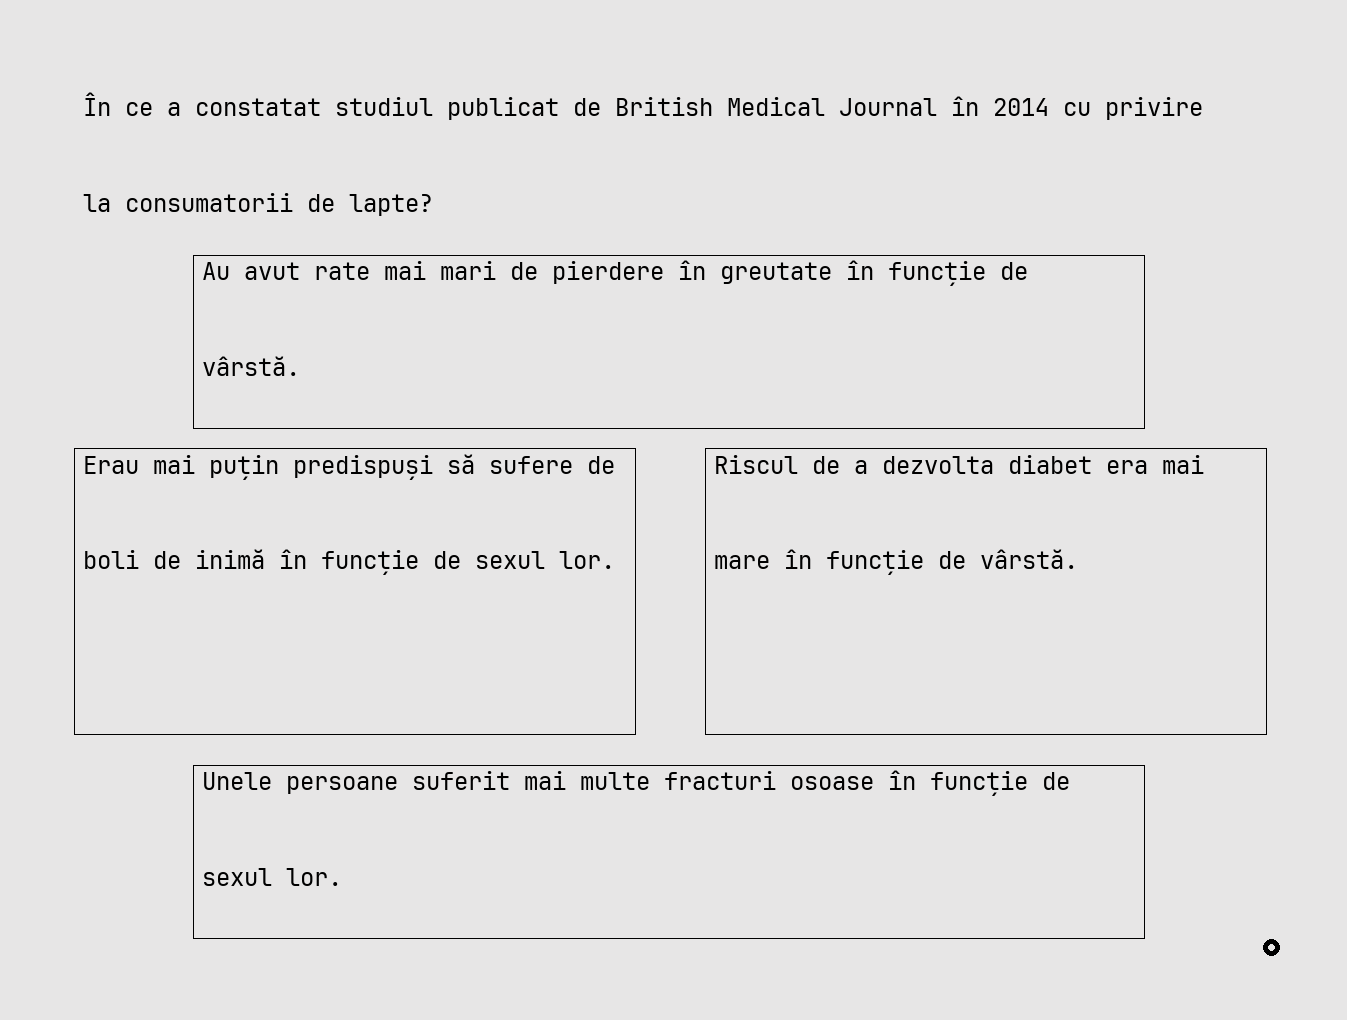 În ce a constatat studiul publicat de British Medical Journal în 2014 cu privire
la consumatorii de lapte?
Au avut rate mai mari de pierdere în greutate în funcție de
vârstă.
Erau mai puțin predispuși să sufere de
boli de inimă în funcție de sexul lor.
Riscul de a dezvolta diabet era mai
mare în funcție de vârstă.
Unele persoane suferit mai multe fracturi osoase în funcție de
sexul lor.